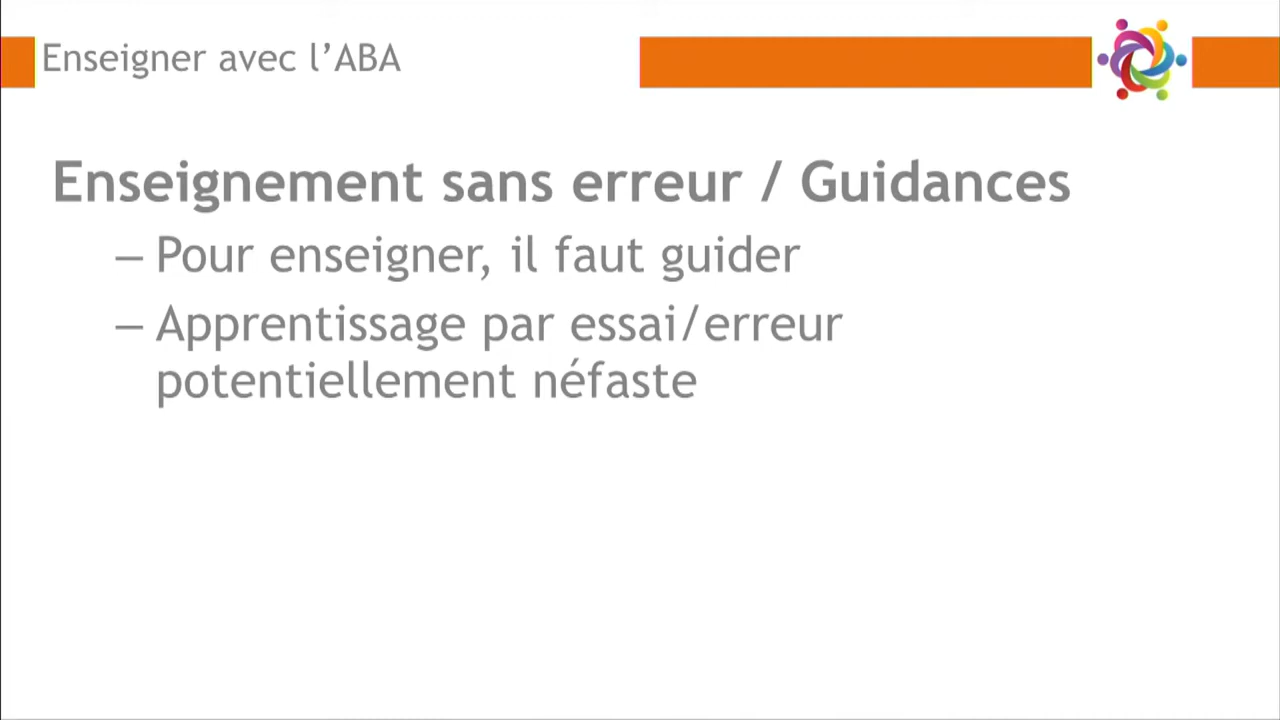 Enseigner avec l’ABA
Enseignement sans erreur / Guidances
– Pour enseigner, il faut guider
– Apprentissage par essai/erreur
potentiellement néfaste